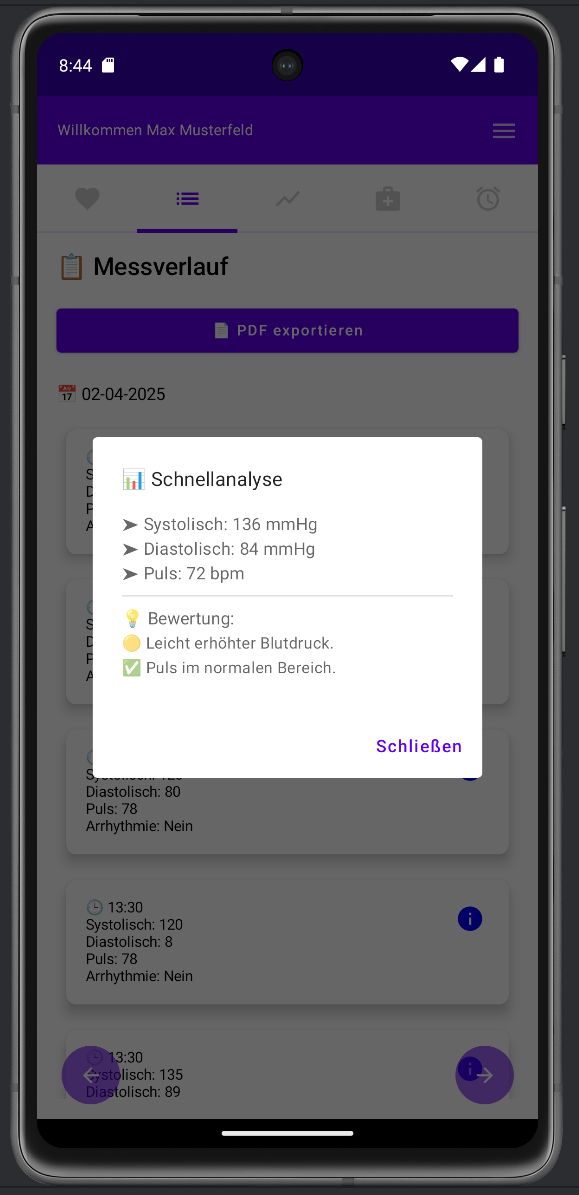 8:44
Willkommen Max Musterfeld
Messverlauf
PDF exportieren
02-04-2025
Schnellanalyse
➤ Systolisch: 136 mmHg
➤ Diastolisch: 84 mmHg
➤ Puls: 72 bpm
Bewertung:
Leicht erhöhter Blutdruck.
Puls im normalen Bereich.
Schließen
Diastolisch: 80
Puls: 78
Arrhythmie: Nein
13:30
Systolisch: 120
Diastolisch: 8
Puls: 78
Arrhythmie: Nein
13:30
Systolisch: 135
Diastolisch: 89